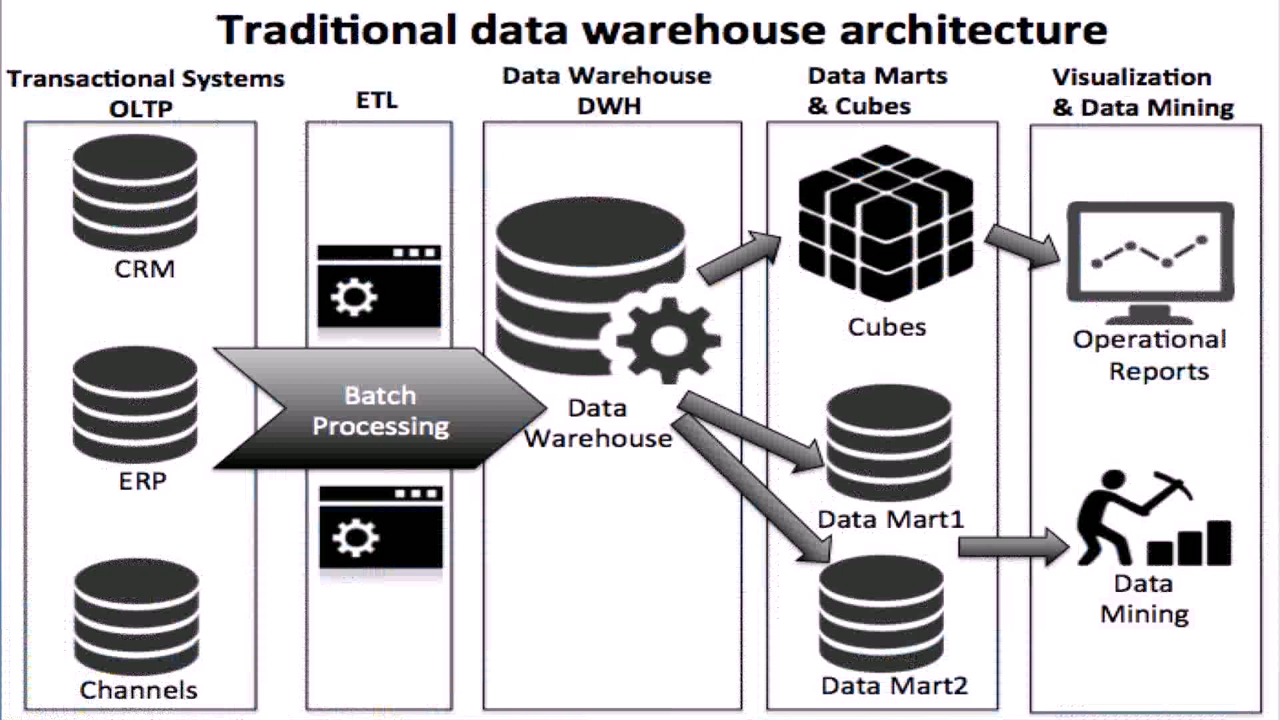 Traditional data warehouse architecture
Transactional Systems
OLTP
ETL
Data Warehouse
DWH
Data Marts
& Cubes
Visualization
& Data Mining
CRM
ERP
Channels
Batch
Processing
Data
Warehouse
Cubes
Data Mart1
Data Mart2
Operational
Reports
Data
Mining